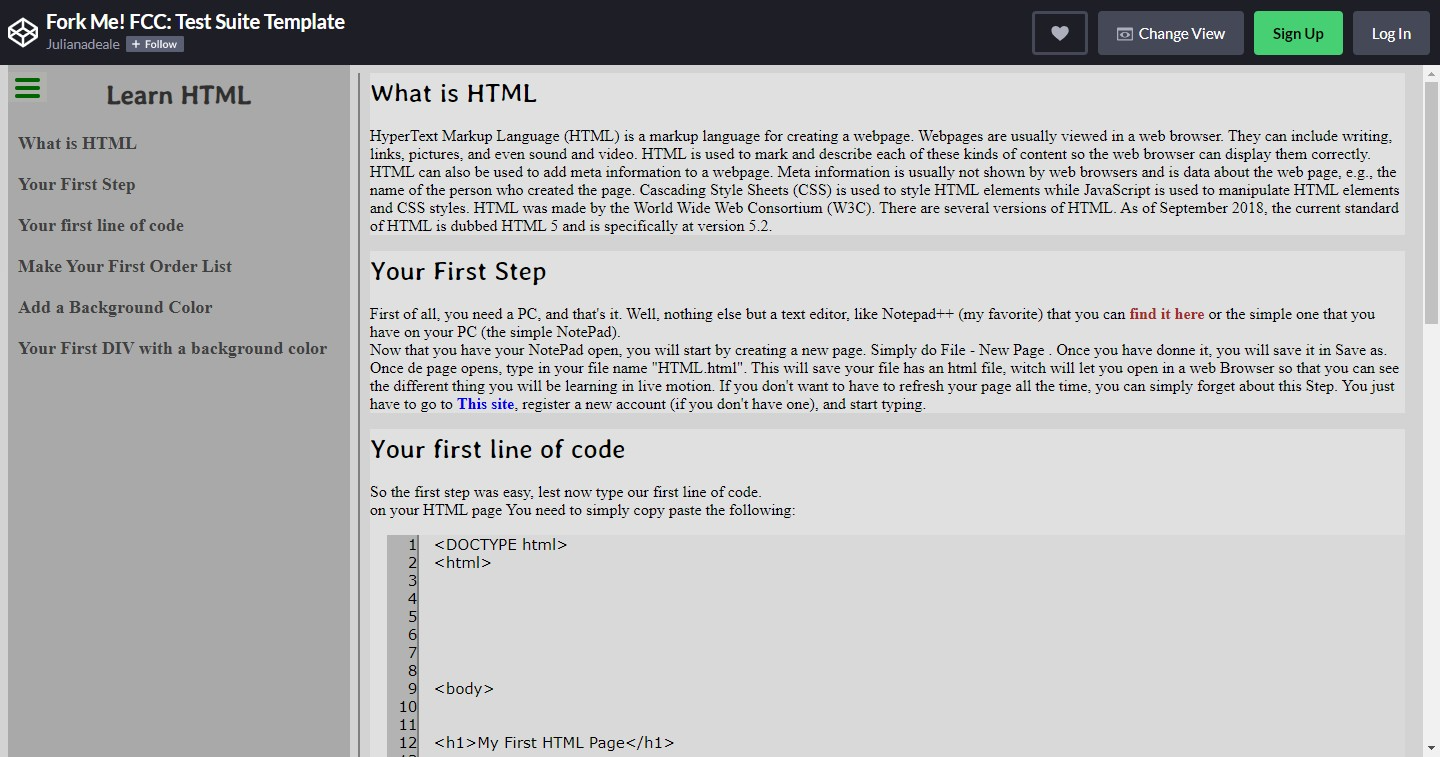 Fork Me! FCC: Test Suite Template
Julianadeale + Follow
Change View
Sign Up
Log In
Learn HTML
What is HTML
Your First Step
Your first line of code
Make Your First Order List
Add a Background Color
Your First DIV with a background color
What is HTML
HyperText Markup Language (HTML) is a markup language for creating a webpage. Webpages are usually viewed in a web browser. They can include writing,
links, pictures, and even sound and video. HTML is used to mark and describe each of these kinds of content so the web browser can display them correctly.
HTML can also be used to add meta information to a webpage. Meta information is usually not shown by web browsers and is data about the web page, e.g., the
name of the person who created the page. Cascading Style Sheets (CSS) is used to style HTML elements while JavaScript is used to manipulate HTML elements
and CSS styles. HTML was made by the World Wide Web Consortium (W3C). There are several versions of HTML. As of September 2018, the current standard
of HTML is dubbed HTML 5 and is specifically at version 5.2.
Your First Step
First of all, you need a PC, and that's it. Well, nothing else but a text editor, like Notepad++ (my favorite) that you can find it here or the simple one that you
have on your PC (the simple NotePad).
Now that you have your NotePad open, you will start by creating a new page. Simply do File - New Page . Once you have donne it, you will save it in Save as.
Once de page opens, type in your file name "HTML.html". This will save your file has an html file, witch will let you open in a web Browser so that you can see
the different thing you will be learning in live motion. If you don't want to have to refresh your page all the time, you can simply forget about this Step. You just
have to go to This site, register a new account (if you don't have one), and start typing.
Your first line of code
So the first step was easy, lest now type our first line of code.
on your HTML page You need to simply copy paste the following:
1 <DOCTYPE html>
2 <html>
3
4
5
6
7
8
9 <body>
10
11
12 <h1>My First HTML Page</h1>